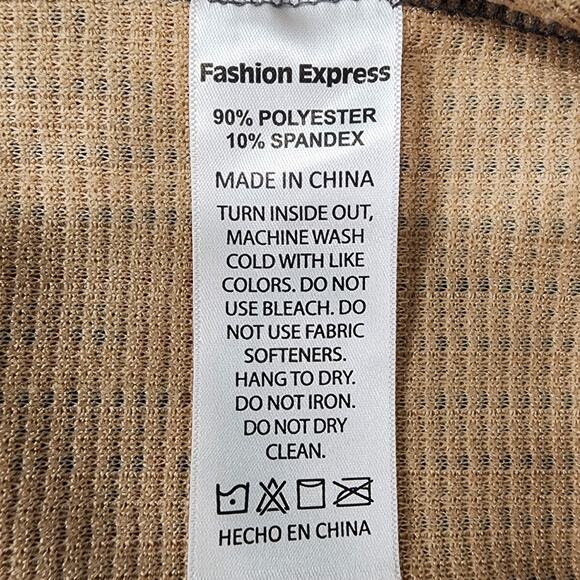 Fashion Express
90% POLYESTER
10% SPANDEX
MADE IN CHINA
TURN INSIDE OUT,
MACHINE WASH
COLD WITH LIKE
COLORS. DO NOT
USE BLEACH. DO
NOT USE FABRIC
SOFTENERS.
HANG TO DRY.
DO NOT IRON.
DO NOT DRY
CLEAN.
HECHO EN CHINA